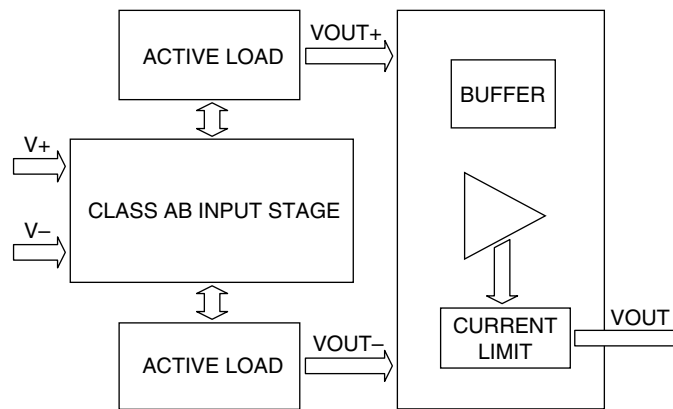 ACTIVE LOAD
VOUT+
BUFFER
V+
CLASS AB INPUT STAGE
V–
CURRENT
LIMIT
VOUT
ACTIVE LOAD
VOUT–